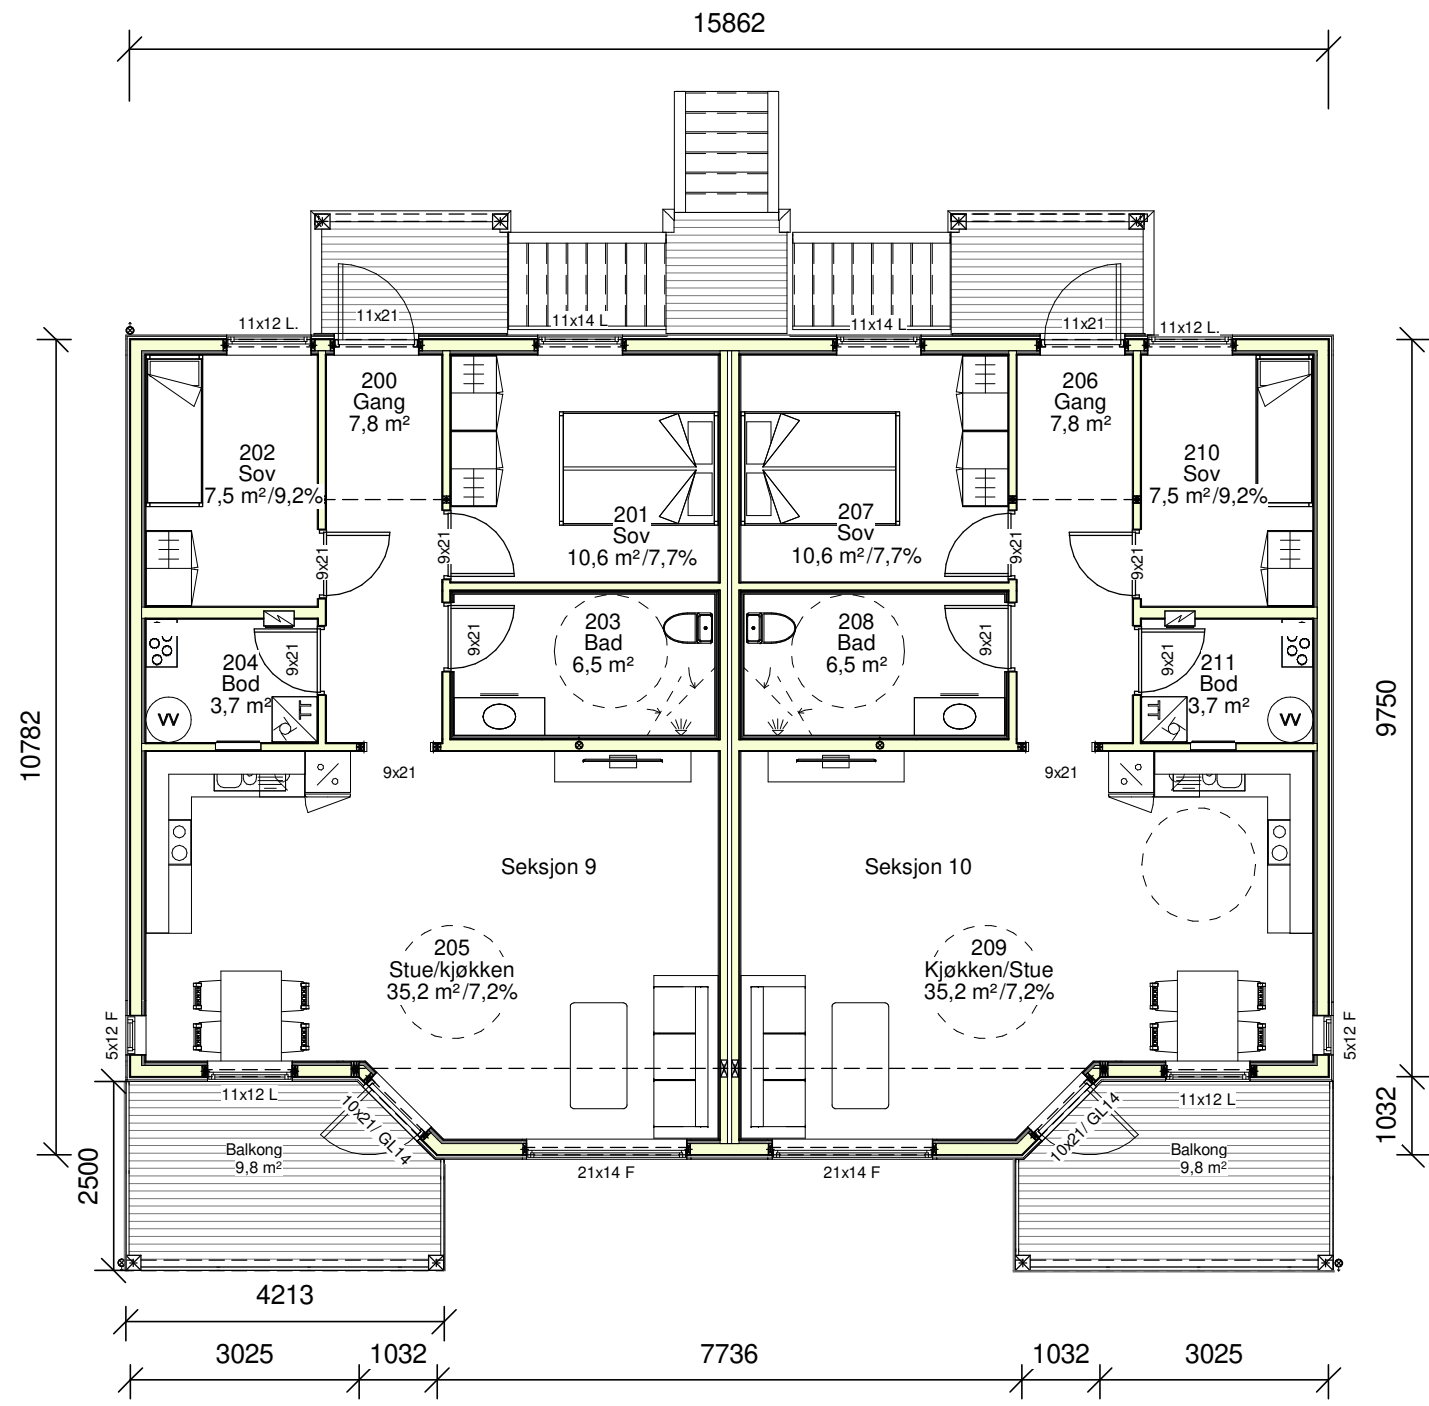 15862
11x12 L.
11x21
11x14 L
11x14 L
11x21
11x12 L.
200
Gang
7,8 m²
206
Gang
7,8 m²
202
Sov
7,5 m²/9,2%
210
Sov
7,5 m²/9,2%
201
Sov
10,6 m²/7,7%
207
Sov
10,6 m²/7,7%
9x21
9x21
9x21
9x21
203
Bad
6,5 m²
208
Bad
6,5 m²
9x21
9x21
9x21
9x21
204
Bod
3,7 m²
211
Bod
3,7 m²
W
W
10782
9750
9x21
9x21
Seksjon 9
Seksjon 10
205
Stue/kjøkken
35,2 m²/7,2%
209
Kjøkken/Stue
35,2 m²/7,2%
5x12 F
5x12 F
11x12 L
10x21/ GL14
10x21/ GL14
11x12 L
1032
2500
Balkong
9,8 m²
Balkong
9,8 m²
21x14 F
21x14 F
4213
3025
1032
7736
1032
3025